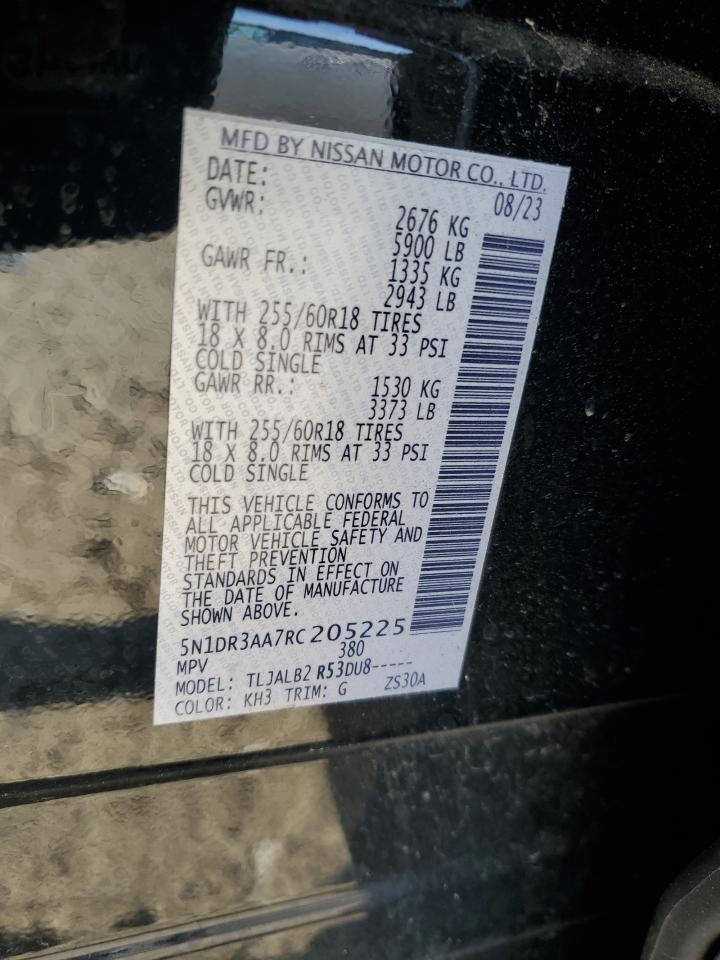 MFD BY NISSAN MOTOR CO., LTD.
DATE: 08/23
GVWR: 2676 KG
5900 LB
GAWR FR.: 1335 KG
2943 LB
WITH 255/60R18 TIRES
18 X 8.0 RIMS AT 33 PSI
COLD SINGLE
GAWR RR.: 1530 KG
3373 LB
WITH 255/60R18 TIRES
18 X 8.0 RIMS AT 33 PSI
COLD SINGLE
THIS VEHICLE CONFORMS TO
ALL APPLICABLE FEDERAL
MOTOR VEHICLE SAFETY AND
THEFT PREVENTION
STANDARDS IN EFFECT ON
THE DATE OF MANUFACTURE
SHOWN ABOVE.
5N1DR3AA7RC205225
MPV 380
MODEL: TLJALB2 R53DU8-----
COLOR: KH3 TRIM: G ZS30A